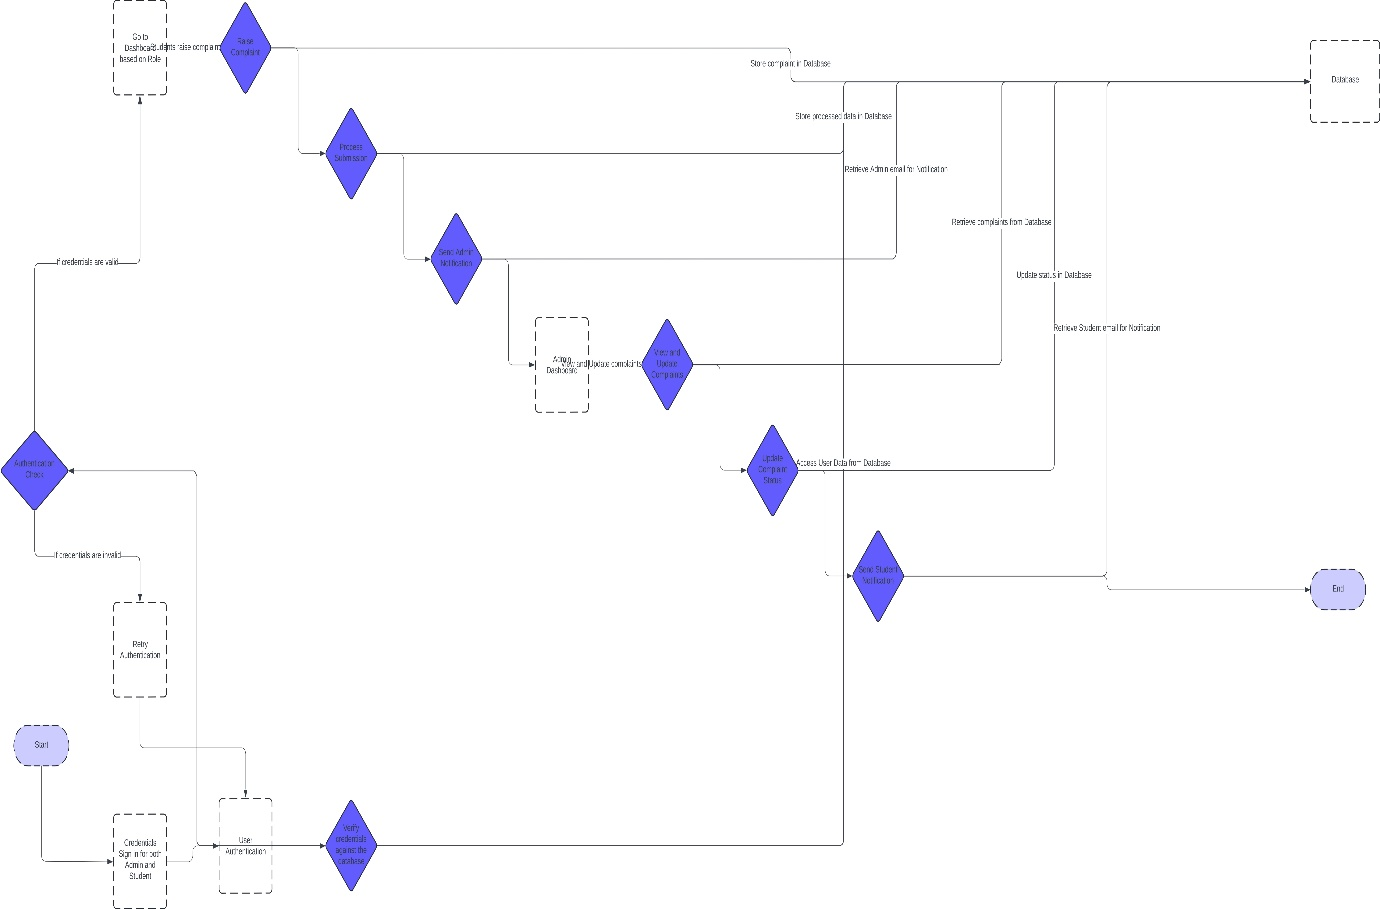 Go to
Dashboard
based on Role
Students raise complaint
Raise
Complaint
Store complaint in Database
Database
Store processed data in Database
Process
Submission
Retrieve Admin email for Notification
Retrieve complaints from Database
Send Admin
Notification
If credentials are valid
Update status in Database
Retrieve Student email for Notification
Admin
Dashboard
View and Update complaints
View and
Update
Complaints
Authentication
Check
Update
Complaint
Status
Access User Data from Database
If credentials are invalid
Send Student
Notification
End
Retry
Authentication
Start
Credentials
Sign in for both
Admin and
Student
User
Authentication
Verify
credentials
against the
database